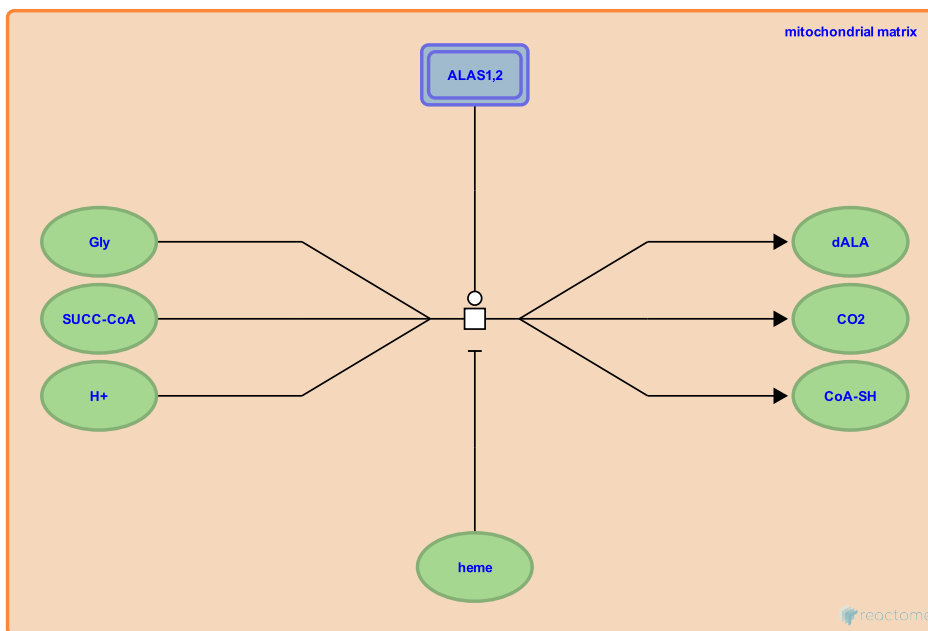 mitochondrial matrix
ALAS1,2
Gly
dALA
SUCC-CoA
CO2
H+
CoA-SH
heme
reactome